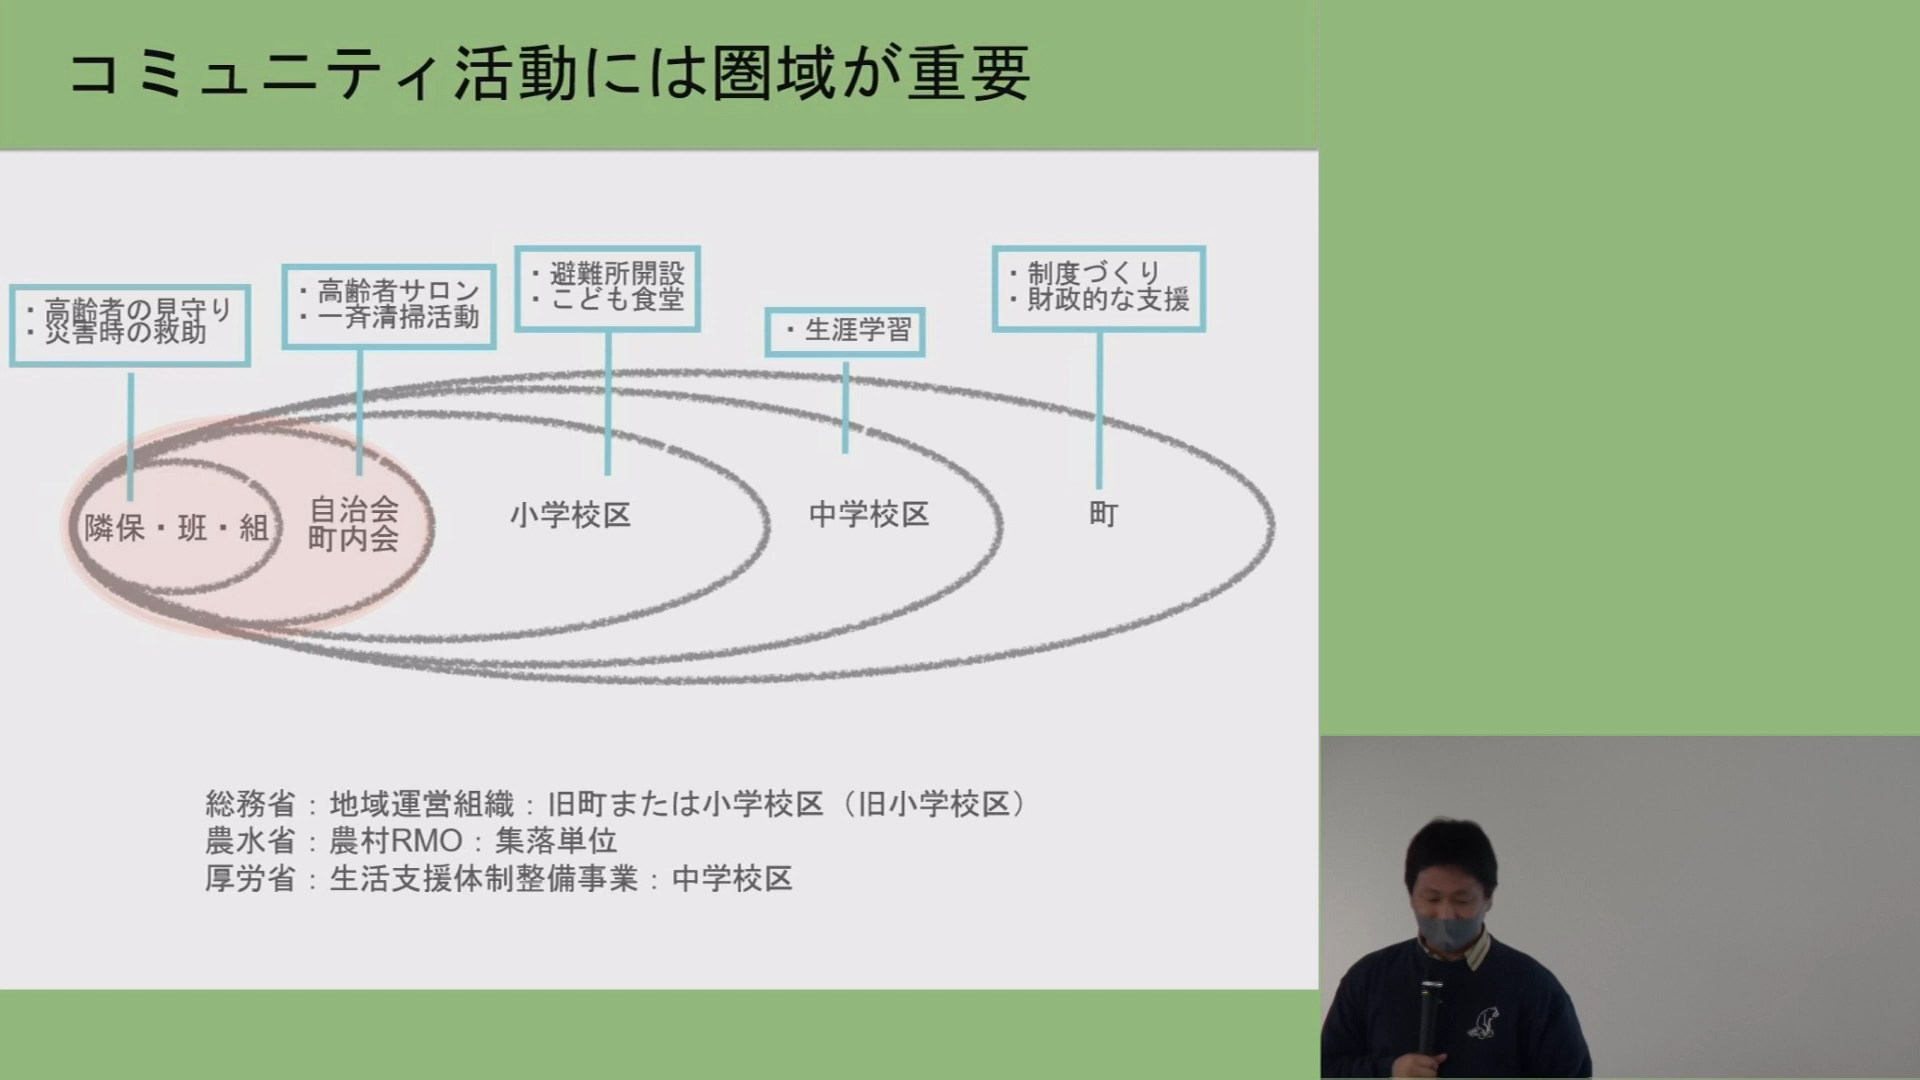 コミュニティ活動には圏域が重要
・高齢者の見守り
・災害時の救助
・高齢者サロン
・一斉清掃活動
・避難所開設
・こども食堂
・生涯学習
・制度づくり
・財政的な支援
隣保・班・組
自治会
町内会
小学校区
中学校区
町
総務省：地域運営組織：旧町または小学校区（旧小学校区）
農水省：農村RMO：集落単位
厚労省：生活支援体制整備事業：中学校区